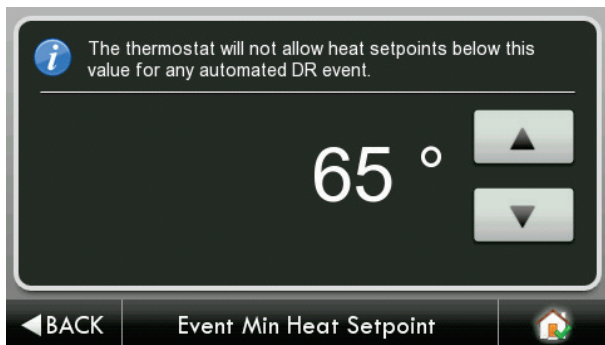 The thermostat will not allow heat setpoints below this
value for any automated DR event.
65 °
BACK
Event Min Heat Setpoint